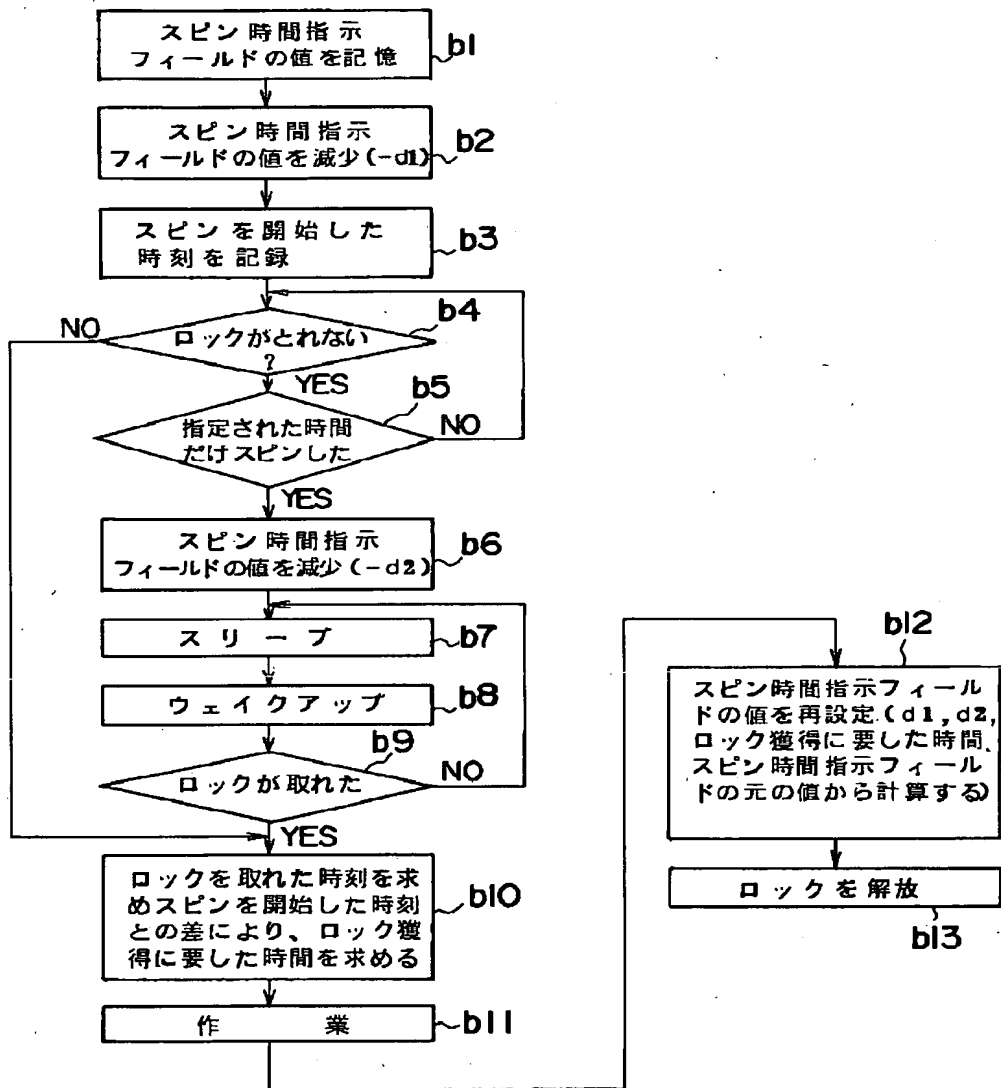 スピン時間指示
フィールドの値を記憶
b1
スピン時間指示
フィールドの値を減少(-d1)
b2
スピンを開始した
時刻を記録
b3
b4
NO
ロックがとれない
?
YES
b5
指定された時間
だけスピンした
NO
YES
スピン時間指示
フィールドの値を減少(-d2)
b6
スリープ
b7
ウェイクアップ
b8
b9
ロックが取れた
NO
YES
ロックを取れた時刻を求
めスピンを開始した時刻
との差により、ロック獲
得に要した時間を求める
b10
作業
b11
b12
スピン時間指示フィール
ドの値を再設定(d1,d2,
ロック獲得に要した時間、
スピン時間指示フィール
ドの元の値から計算する)
ロックを解放
b13